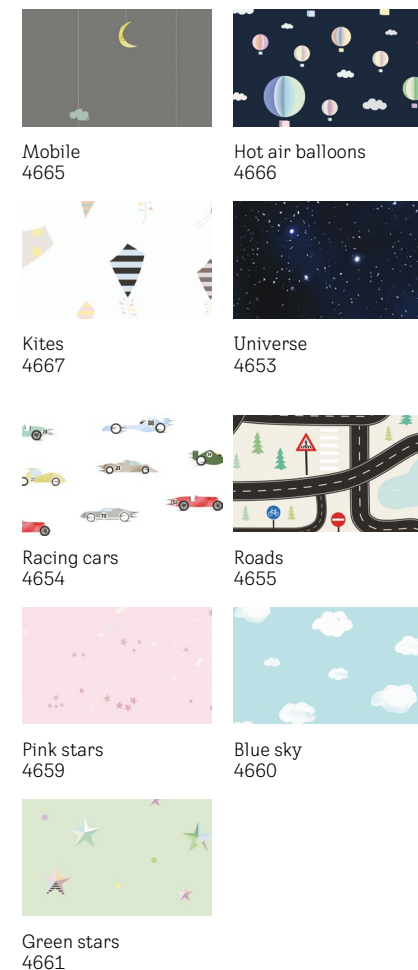 Mobile
4665
Hot air balloons
4666
Kites
4667
Universe
4653
Racing cars
4654
Roads
4655
Pink stars
4659
Blue sky
4660
Green stars
4661